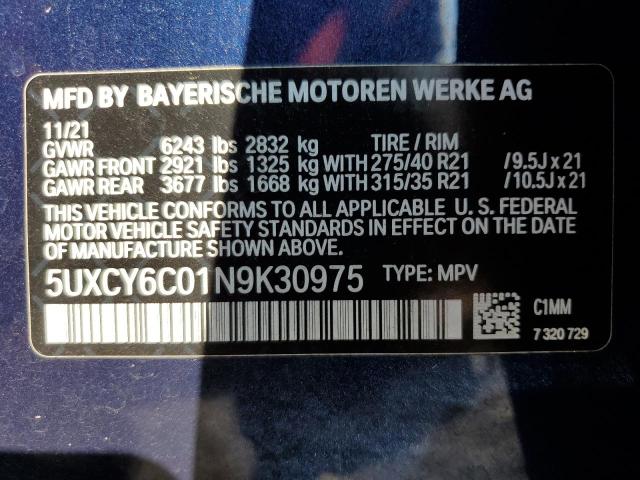 MFD BY BAYERISCHE MOTOREN WERKE AG
11/21
GVWR 6243 lbs 2832 kg TIRE / RIM
GAWR FRONT 2921 lbs 1325 kg WITH 275/40 R21 /9.5J x 21
GAWR REAR 3677 lbs 1668 kg WITH 315/35 R21 /10.5J x 21
THIS VEHICLE CONFORMS TO ALL APPLICABLE U. S. FEDERAL
MOTOR VEHICLE SAFETY STANDARDS IN EFFECT ON THE DATE
OF MANUFACTURE SHOWN ABOVE.
5UXCY6C01N9K30975 TYPE: MPV
C1MM
7 320 729